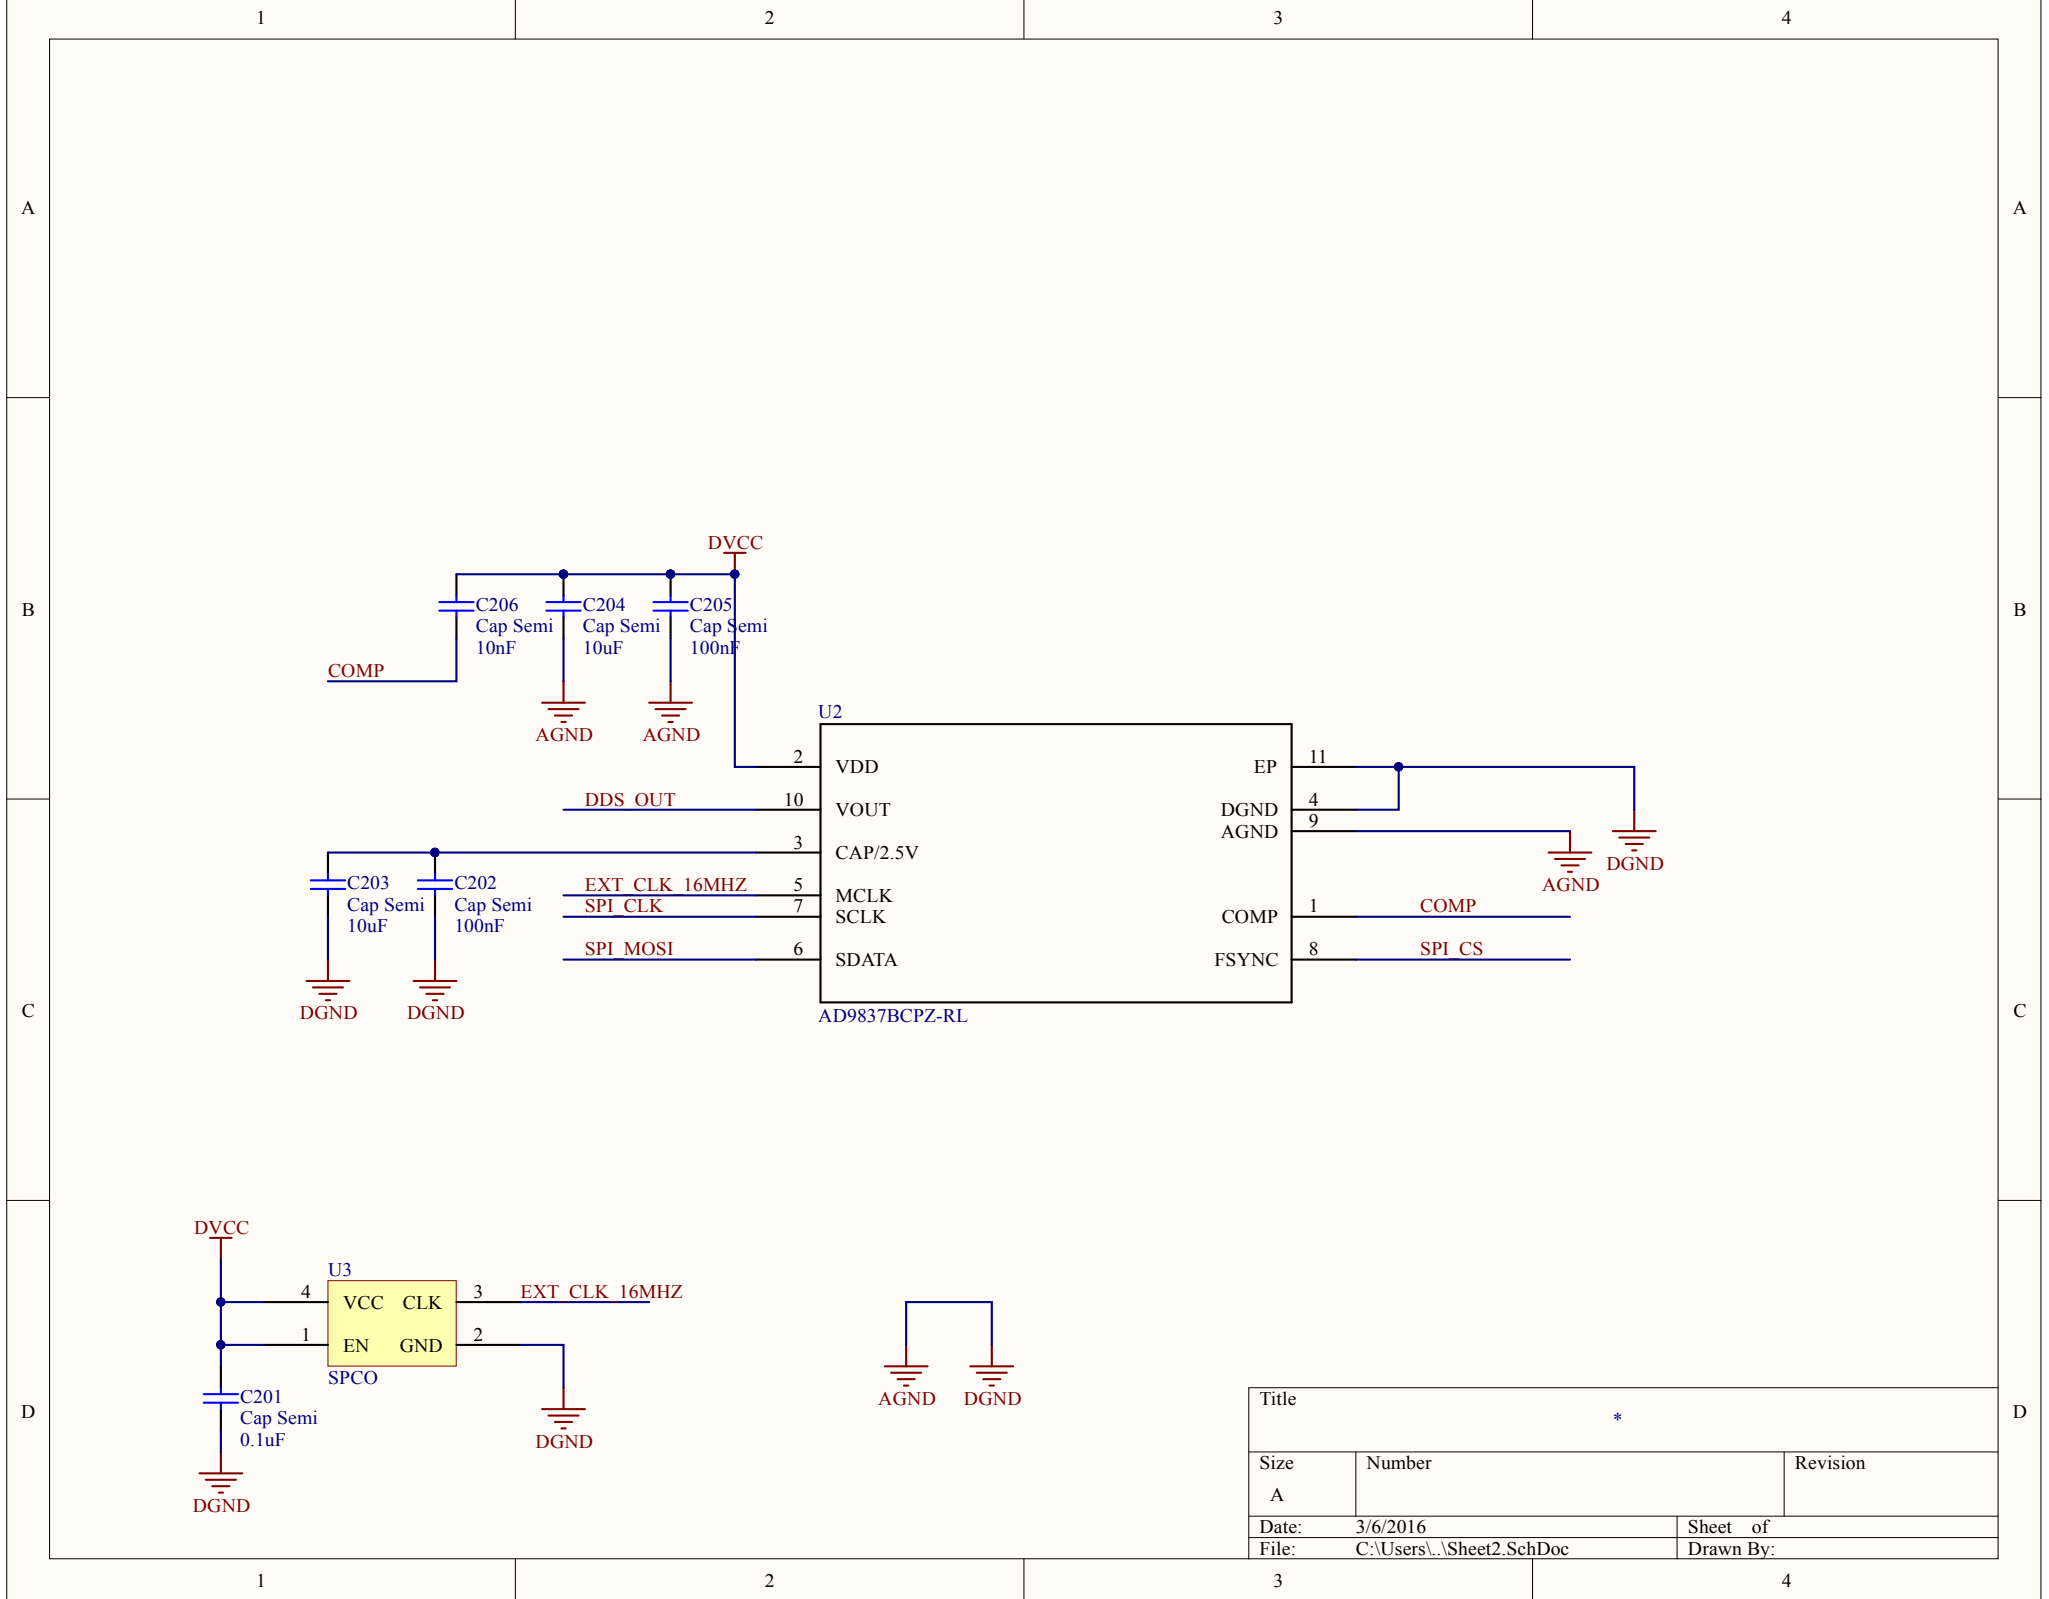 1 2 3 4
A A
B B
C C
D D
DVCC
C206
Cap Semi
10nF
C204
Cap Semi
10uF
C205
Cap Semi
100nF
COMP
AGND
AGND
U2
2 VDD
DDS_OUT 10 VOUT
3 CAP/2.5V
EXT_CLK_16MHZ 5 MCLK
SPI_CLK 7 SCLK
SPI_MOSI 6 SDATA
EP 11
DGND 4
AGND 9
COMP 1 COMP
FSYNC 8 SPI_CS
AGND
DGND
AD9837BCPZ-RL
C203
Cap Semi
10uF
C202
Cap Semi
100nF
DGND
DGND
DVCC
U3
4 VCC CLK 3 EXT_CLK_16MHZ
1 EN GND 2
SPCO
C201
Cap Semi
0.1uF
DGND
DGND
AGND
DGND
Title
*
Size
A
Number
Revision
Date: 3/6/2016
Sheet of
File: C:\Users\..\Sheet2.SchDoc
Drawn By:
1 2 3 4